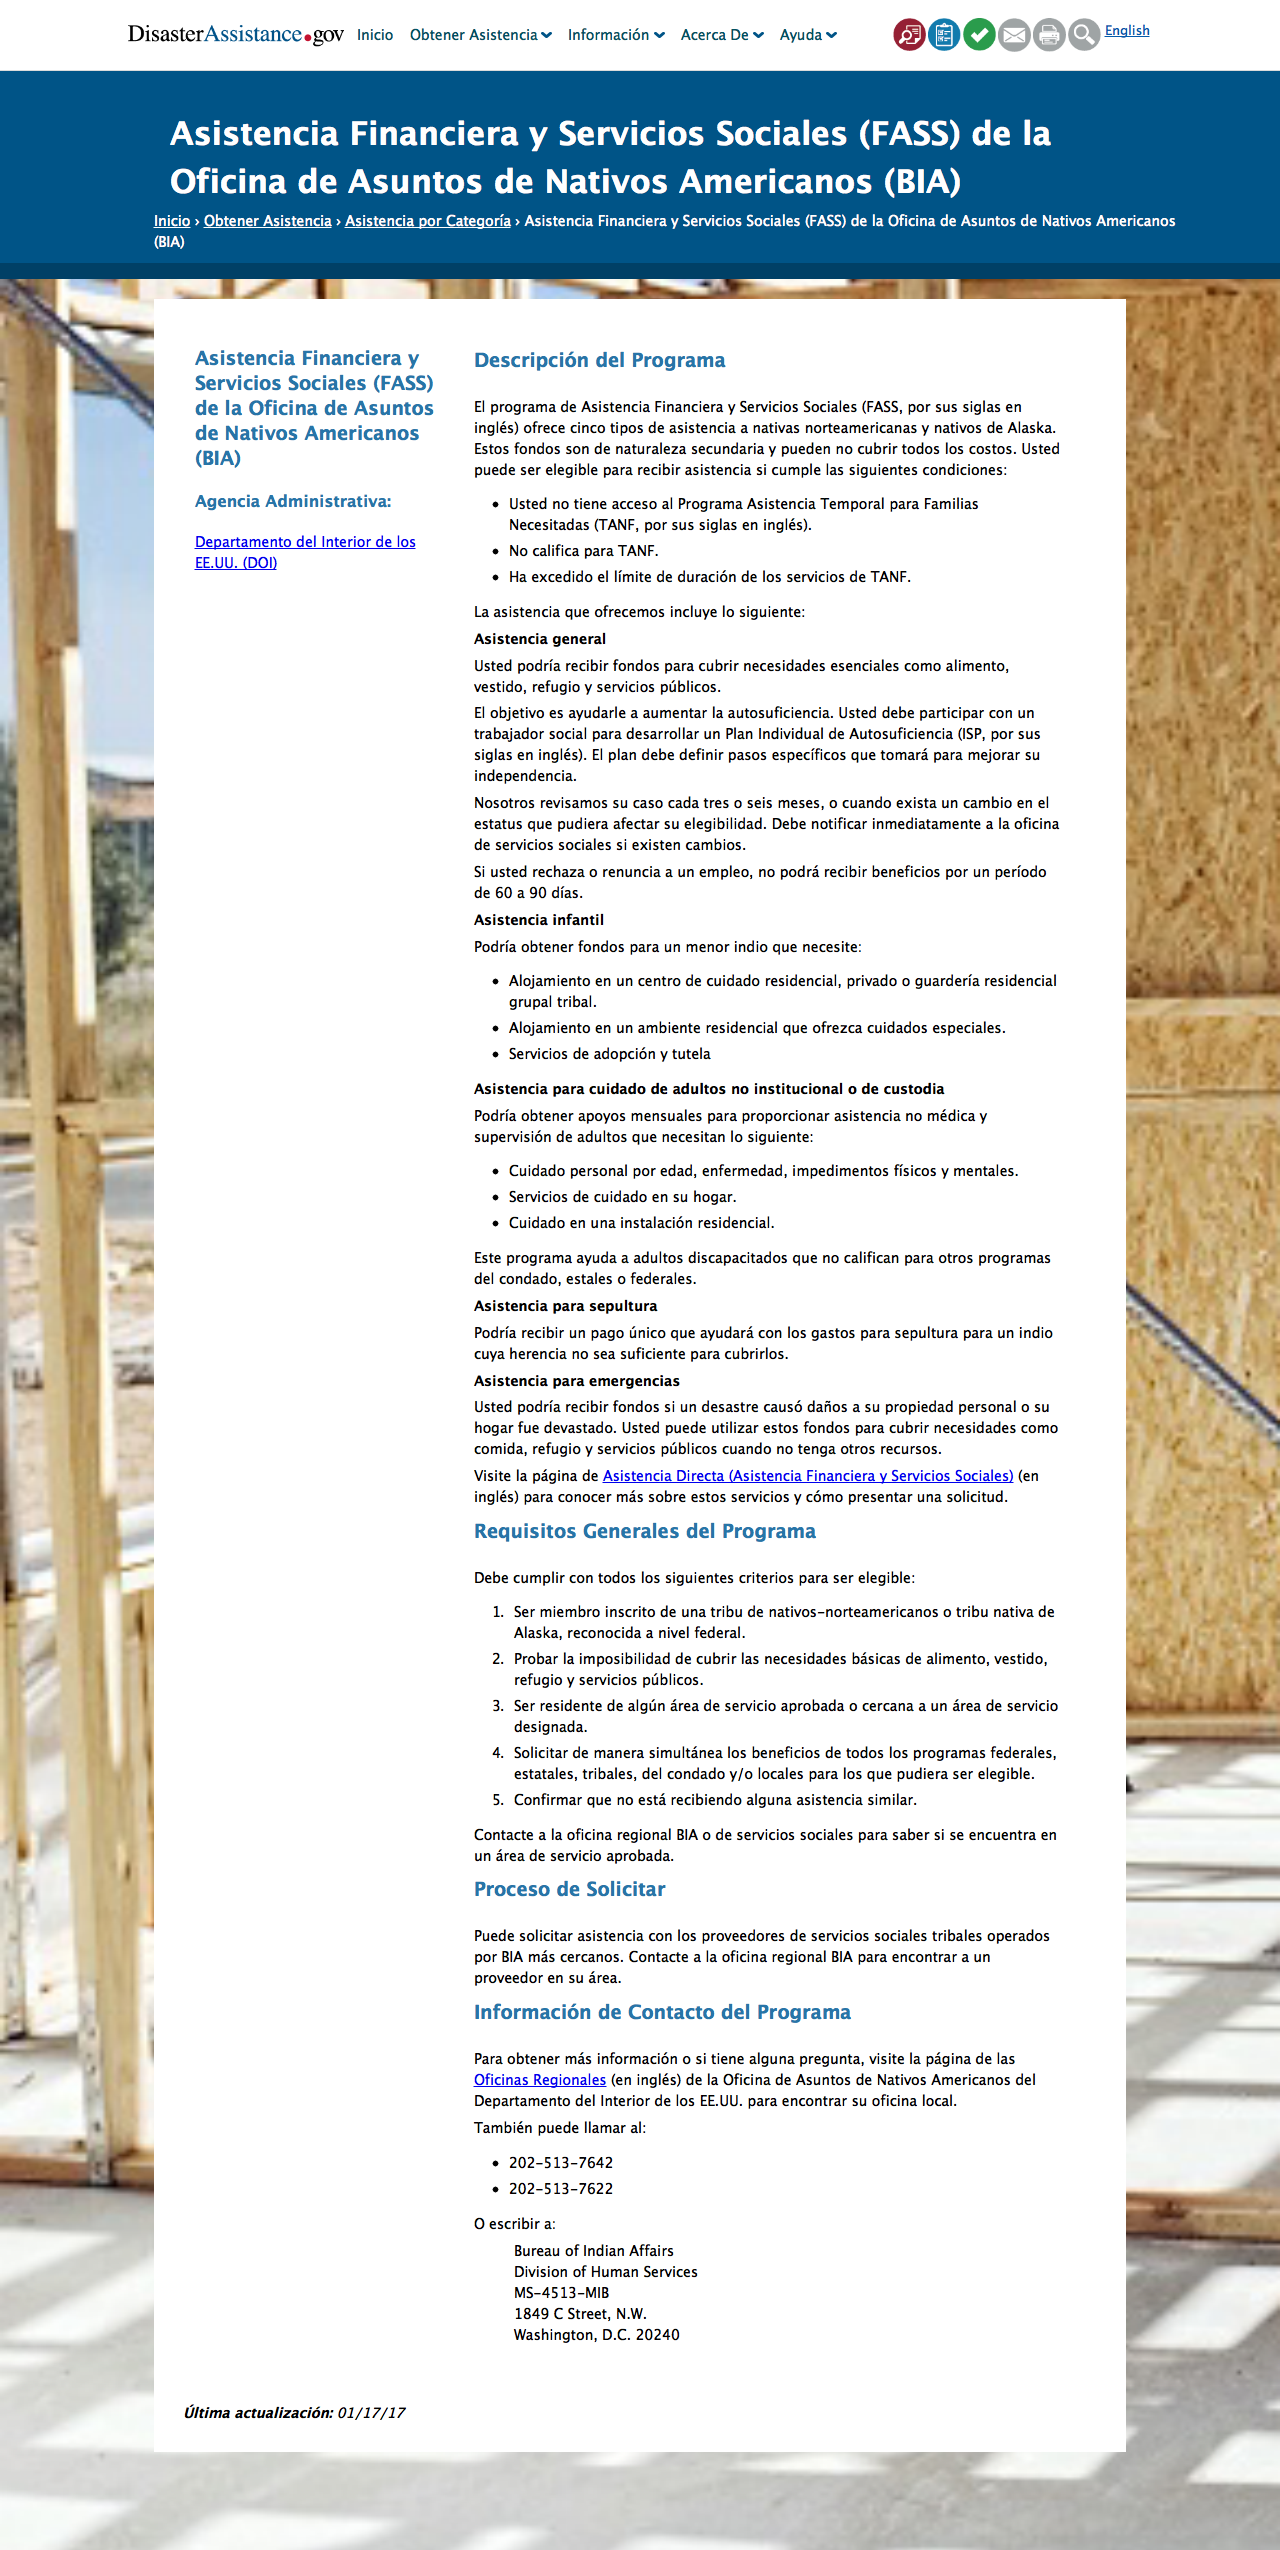 DisasterAssistance.gov Inicio Obtener Asistencia Información Acerca De Ayuda English
Asistencia Financiera y Servicios Sociales (FASS) de la
Oficina de Asuntos de Nativos Americanos (BIA)
Inicio › Obtener Asistencia › Asistencia por Categoría › Asistencia Financiera y Servicios Sociales (FASS) de la Oficina de Asuntos de Nativos Americanos
(BIA)
Asistencia Financiera y
Servicios Sociales (FASS)
de la Oficina de Asuntos
de Nativos Americanos
(BIA)
Agencia Administrativa:
Departamento del Interior de los
EE.UU. (DOI)
Descripción del Programa
El programa de Asistencia Financiera y Servicios Sociales (FASS, por sus siglas en
inglés) ofrece cinco tipos de asistencia a nativas norteamericanas y nativos de Alaska.
Estos fondos son de naturaleza secundaria y pueden no cubrir todos los costos. Usted
puede ser elegible para recibir asistencia si cumple las siguientes condiciones:
• Usted no tiene acceso al Programa Asistencia Temporal para Familias
Necesitadas (TANF, por sus siglas en inglés).
• No califica para TANF.
• Ha excedido el límite de duración de los servicios de TANF.
La asistencia que ofrecemos incluye lo siguiente:
Asistencia general
Usted podría recibir fondos para cubrir necesidades esenciales como alimento,
vestido, refugio y servicios públicos.
El objetivo es ayudarle a aumentar la autosuficiencia. Usted debe participar con un
trabajador social para desarrollar un Plan Individual de Autosuficiencia (ISP, por sus
siglas en inglés). El plan debe definir pasos específicos que tomará para mejorar su
independencia.
Nosotros revisamos su caso cada tres o seis meses, o cuando exista un cambio en el
estatus que pudiera afectar su elegibilidad. Debe notificar inmediatamente a la oficina
de servicios sociales si existen cambios.
Si usted rechaza o renuncia a un empleo, no podrá recibir beneficios por un período
de 60 a 90 días.
Asistencia infantil
Podría obtener fondos para un menor indio que necesite:
• Alojamiento en un centro de cuidado residencial, privado o guardería residencial
grupal tribal.
• Alojamiento en un ambiente residencial que ofrezca cuidados especiales.
• Servicios de adopción y tutela
Asistencia para cuidado de adultos no institucional o de custodia
Podría obtener apoyos mensuales para proporcionar asistencia no médica y
supervisión de adultos que necesitan lo siguiente:
• Cuidado personal por edad, enfermedad, impedimentos físicos y mentales.
• Servicios de cuidado en su hogar.
• Cuidado en una instalación residencial.
Este programa ayuda a adultos discapacitados que no califican para otros programas
del condado, estales o federales.
Asistencia para sepultura
Podría recibir un pago único que ayudará con los gastos para sepultura para un indio
cuya herencia no sea suficiente para cubrirlos.
Asistencia para emergencias
Usted podría recibir fondos si un desastre causó daños a su propiedad personal o su
hogar fue devastado. Usted puede utilizar estos fondos para cubrir necesidades como
comida, refugio y servicios públicos cuando no tenga otros recursos.
Visite la página de Asistencia Directa (Asistencia Financiera y Servicios Sociales) (en
inglés) para conocer más sobre estos servicios y cómo presentar una solicitud.
Requisitos Generales del Programa
Debe cumplir con todos los siguientes criterios para ser elegible:
1. Ser miembro inscrito de una tribu de nativos-norteamericanos o tribu nativa de
Alaska, reconocida a nivel federal.
2. Probar la imposibilidad de cubrir las necesidades básicas de alimento, vestido,
refugio y servicios públicos.
3. Ser residente de algún área de servicio aprobada o cercana a un área de servicio
designada.
4. Solicitar de manera simultánea los beneficios de todos los programas federales,
estatales, tribales, del condado y/o locales para los que pudiera ser elegible.
5. Confirmar que no está recibiendo alguna asistencia similar.
Contacte a la oficina regional BIA o de servicios sociales para saber si se encuentra en
un área de servicio aprobada.
Proceso de Solicitar
Puede solicitar asistencia con los proveedores de servicios sociales tribales operados
por BIA más cercanos. Contacte a la oficina regional BIA para encontrar a un
proveedor en su área.
Información de Contacto del Programa
Para obtener más información o si tiene alguna pregunta, visite la página de las
Oficinas Regionales (en inglés) de la Oficina de Asuntos de Nativos Americanos del
Departamento del Interior de los EE.UU. para encontrar su oficina local.
También puede llamar al:
• 202-513-7642
• 202-513-7622
O escribir a:
Bureau of Indian Affairs
Division of Human Services
MS-4513-MIB
1849 C Street, N.W.
Washington, D.C. 20240
Última actualización: 01/17/17